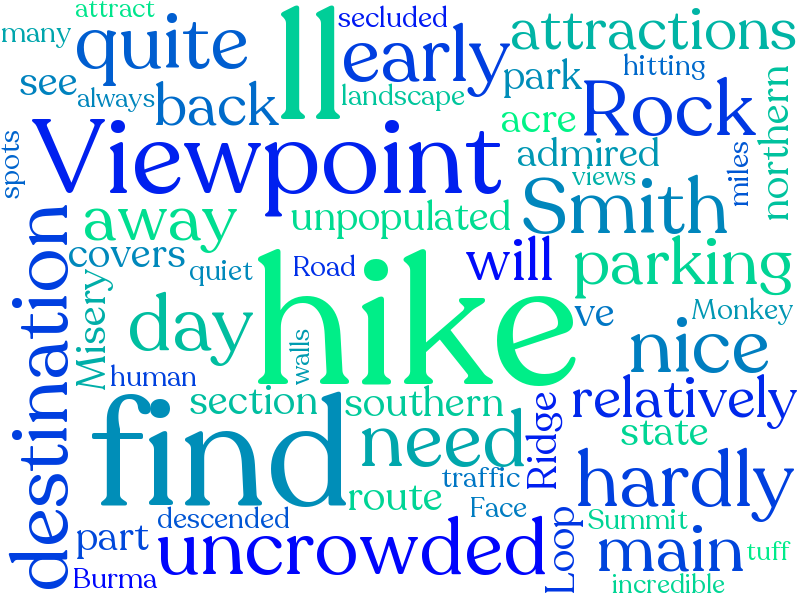 attract
many
quite
ll
secluded
early
attractions
see
always
back
landscape
park
hitting
Rock
acre
northern
spots
Viewpoint
admired
views
miles
Smith
away
unpopulated
covers
quiet
Road
will
parking
destination
Misery
day
hike
ve
Monkey
nice
human
walls
section
southern
relatively
find
need
Ridge
state
traffic
hardly
route
Face
descended
part
uncrowded
Loop
Summit
main
tuff
Burma
incredible